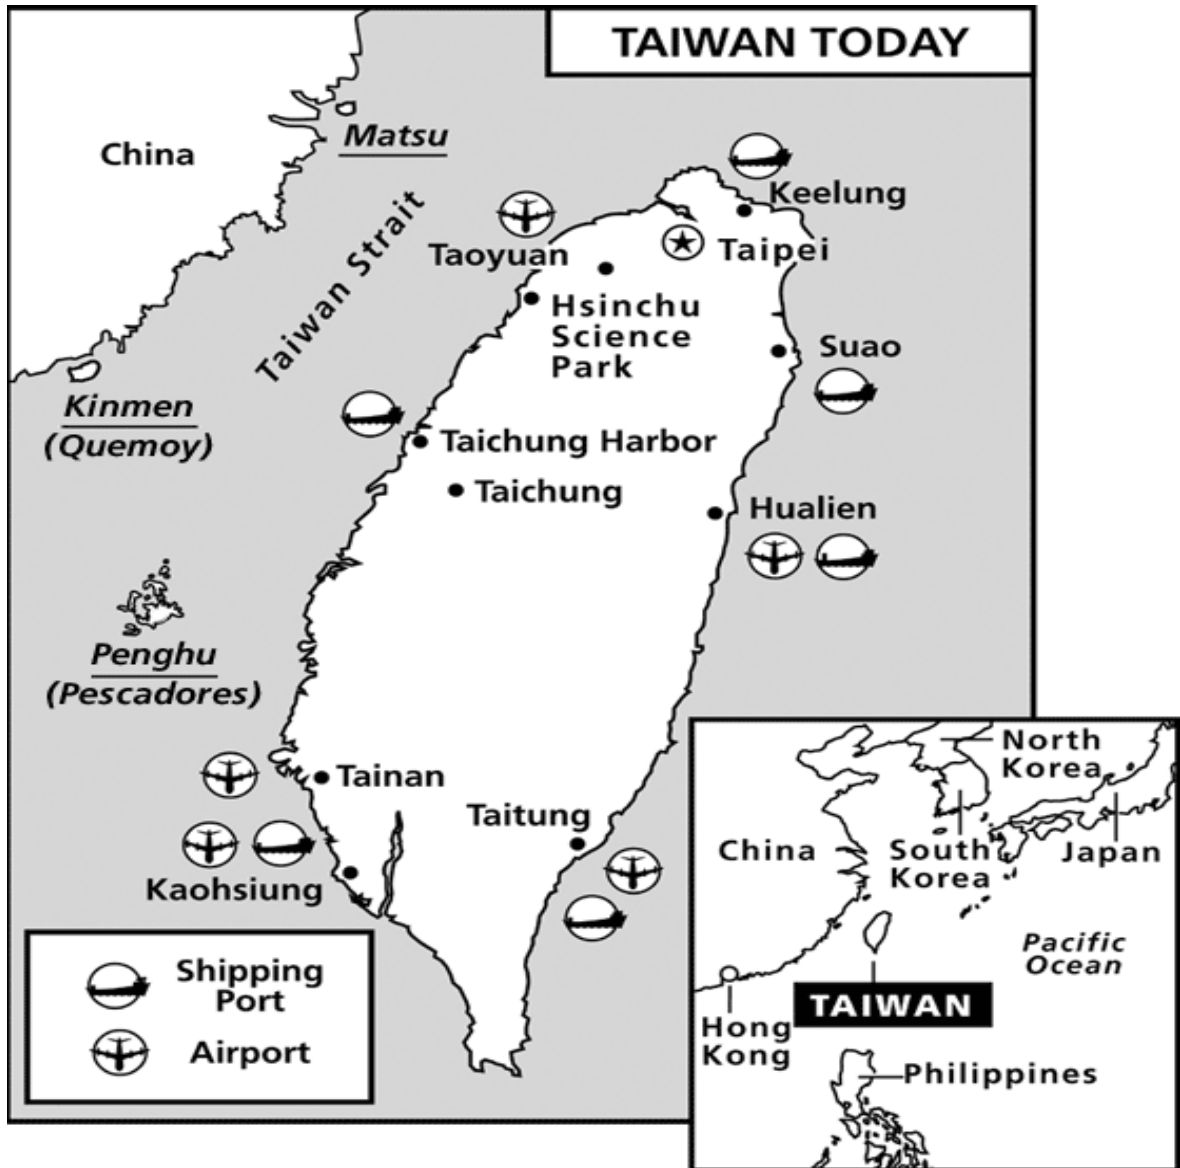 TAIWAN TODAY
China
Matsu
Taiwan Strait
Keelung
Taoyuan
Taipei
Hsinchu
Science
Park
Suao
Kinmen
(Quemoy)
Taichung Harbor
Taichung
Hualien
Penghu
(Pescadores)
Tainan
Taitung
Kaohsiung
Shipping
Port
Airport
North
Korea
China
South
Korea
Japan
Pacific
Ocean
TAIWAN
Hong
Kong
Philippines